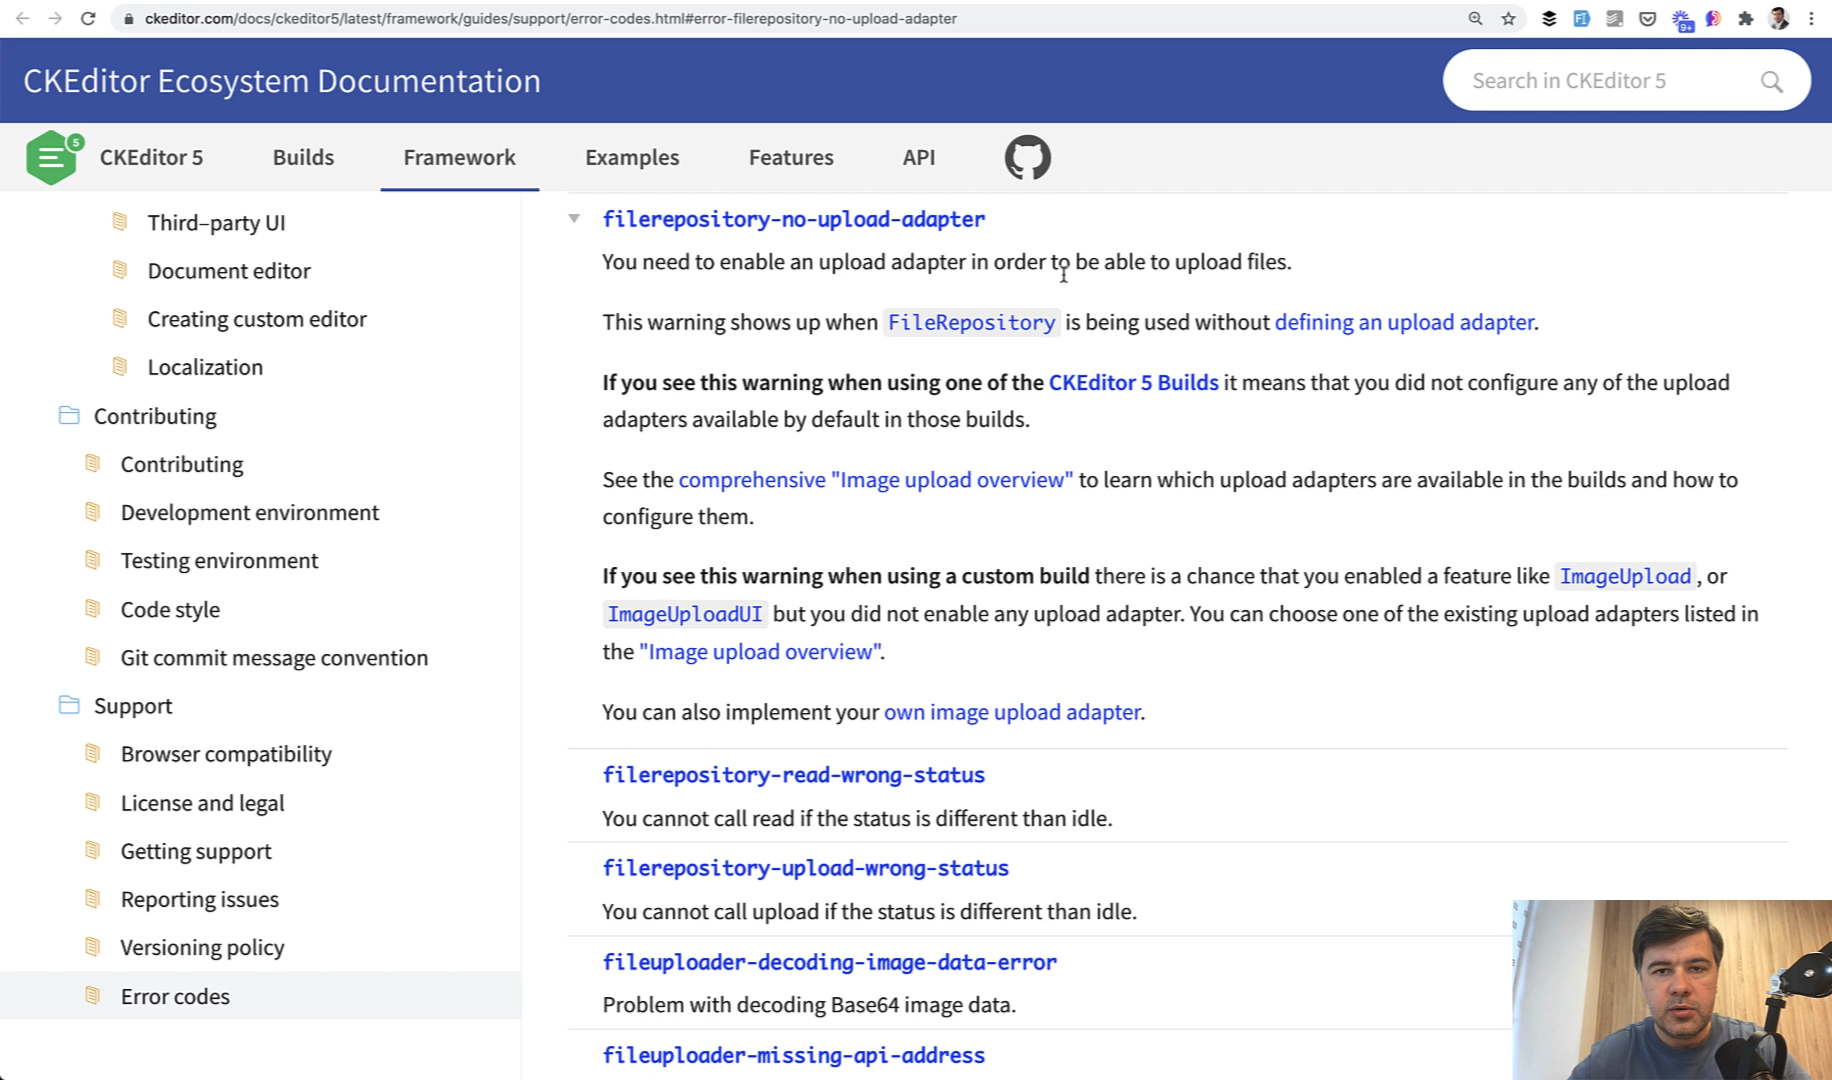 ckeditor.com/docs/ckeditor5/latest/framework/guides/support/error-codes.html#error-filerepository-no-upload-adapter
9+
CKEditor Ecosystem Documentation
Search in CKEditor 5
5
CKEditor 5
Builds
Framework
Examples
Features
API
Third-party UI
Document editor
Creating custom editor
Localization
Contributing
Contributing
Development environment
Testing environment
Code style
Git commit message convention
Support
Browser compatibility
License and legal
Getting support
Reporting issues
Versioning policy
Error codes
filerepository-no-upload-adapter
You need to enable an upload adapter in order to be able to upload files.
This warning shows up when FileRepository is being used without defining an upload adapter.
If you see this warning when using one of the CKEditor 5 Builds it means that you did not configure any of the upload
adapters available by default in those builds.
See the comprehensive "Image upload overview" to learn which upload adapters are available in the builds and how to
configure them.
If you see this warning when using a custom build there is a chance that you enabled a feature like ImageUpload, or
ImageUploadUI but you did not enable any upload adapter. You can choose one of the existing upload adapters listed in
the "Image upload overview".
You can also implement your own image upload adapter.
filerepository-read-wrong-status
You cannot call read if the status is different than idle.
filerepository-upload-wrong-status
You cannot call upload if the status is different than idle.
fileuploader-decoding-image-data-error
Problem with decoding Base64 image data.
fileuploader-missing-api-address